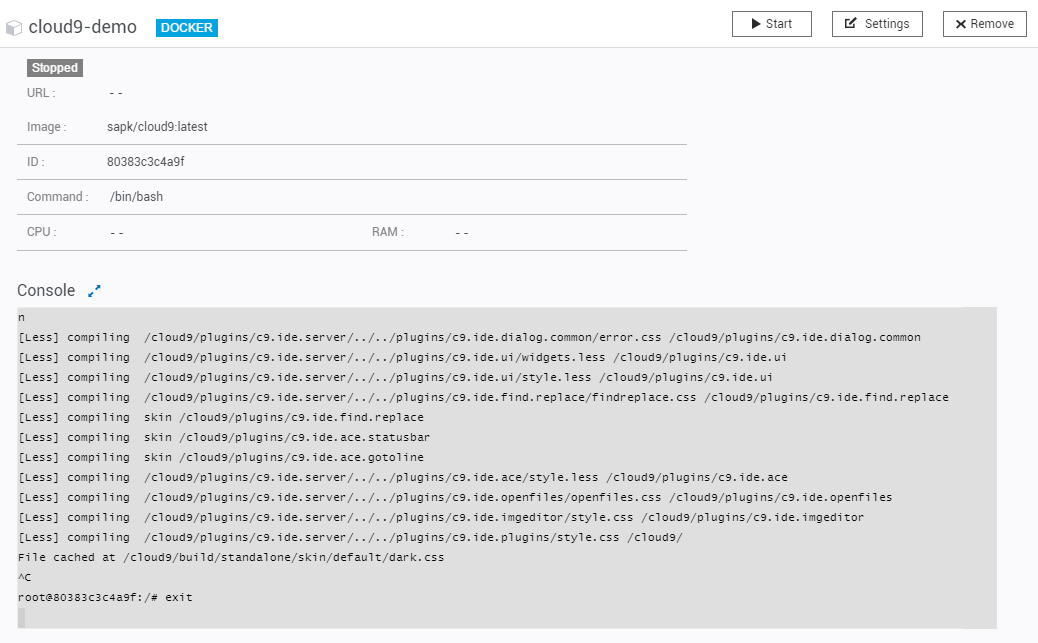 cloud9-demo DOCKER Start Settings Remove
Stopped
URL : - -
Image : sapk/cloud9:latest
ID : 80383c3c4a9f
Command : /bin/bash
CPU : - - RAM : - -
Console
n
[Less] compiling  /cloud9/plugins/c9.ide.server/../../plugins/c9.ide.dialog.common/error.css /cloud9/plugins/c9.ide.dialog.common
[Less] compiling  /cloud9/plugins/c9.ide.server/../../plugins/c9.ide.ui/widgets.less /cloud9/plugins/c9.ide.ui
[Less] compiling  /cloud9/plugins/c9.ide.server/../../plugins/c9.ide.ui/style.less /cloud9/plugins/c9.ide.ui
[Less] compiling  /cloud9/plugins/c9.ide.server/../../plugins/c9.ide.find.replace/findreplace.css /cloud9/plugins/c9.ide.find.replace
[Less] compiling  skin /cloud9/plugins/c9.ide.find.replace
[Less] compiling  skin /cloud9/plugins/c9.ide.ace.statusbar
[Less] compiling  skin /cloud9/plugins/c9.ide.ace.gotoline
[Less] compiling  /cloud9/plugins/c9.ide.server/../../plugins/c9.ide.ace/style.less /cloud9/plugins/c9.ide.ace
[Less] compiling  /cloud9/plugins/c9.ide.server/../../plugins/c9.ide.openfiles/openfiles.css /cloud9/plugins/c9.ide.openfiles
[Less] compiling  /cloud9/plugins/c9.ide.server/../../plugins/c9.ide.imgeditor/style.css /cloud9/plugins/c9.ide.imgeditor
[Less] compiling  /cloud9/plugins/c9.ide.server/../../plugins/c9.ide.plugins/style.css /cloud9/
File cached at /cloud9/build/standalone/skin/default/dark.css
^C
root@80383c3c4a9f:/# exit